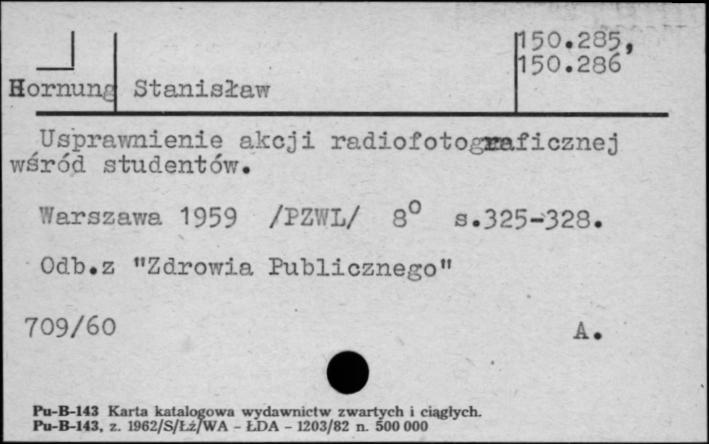 150.285,
150.286
Hornung Stanisław
Usprawnienie akcji radiofotograficznej
wśród studentów.
Warszawa 1959 /PZWL/ 8° s.325-328.
Odb.z "Zdrowia Publicznego"
709/60 A.
Pu-B-143 Karta katalogowa wydawnictw zwartych i ciągłych.
Pu-B-143, z. 1962/S/Łż/WA - ŁDA - 1203/82 n. 500 000